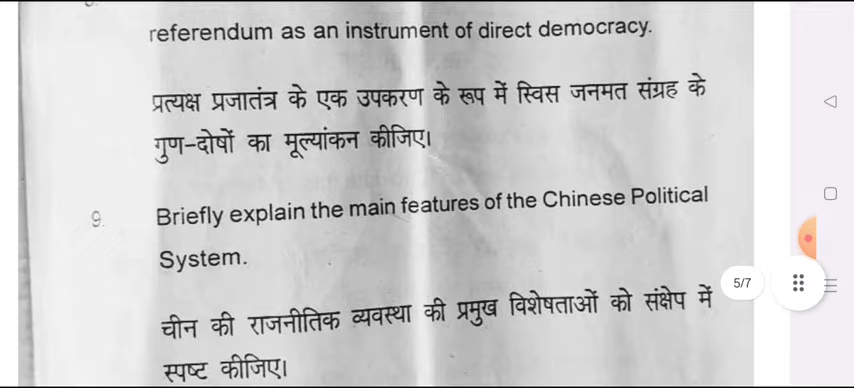 referendum as an instrument of direct democracy.
प्रत्यक्ष प्रजातंत्र के एक उपकरण के रूप में स्विस जनमत संग्रह के
गुण-दोषों का मूल्यांकन कीजिए।
9. Briefly explain the main features of the Chinese Political
System.
चीन की राजनीतिक व्यवस्था की प्रमुख विशेषताओं को संक्षेप में
स्पष्ट कीजिए।
5/7